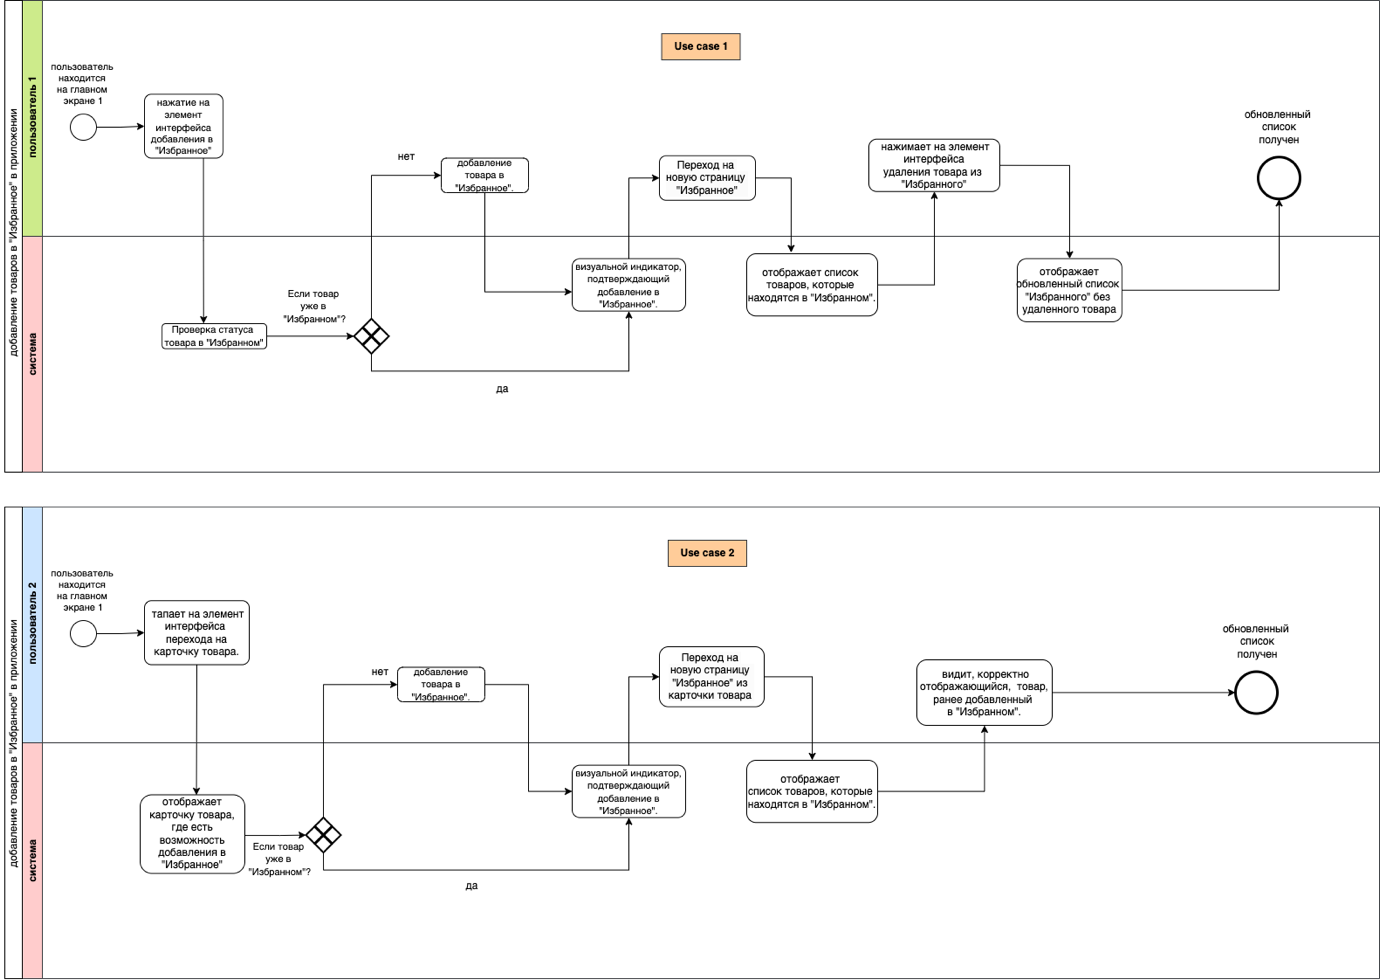 Use case 1
добавление товаров в "Избранное" в приложении
пользователь 1
система
пользователь
находится
на главном
экране 1
нажатие на
элемент
интерфейса
добавления в
"Избранное"
Проверка статуса
товара в "Избранном"
Если товар
уже в
"Избранном"?
нет
да
добавление
товара в
"Избранное".
визуальной индикатор,
подтверждающий
добавление в
"Избранное".
Переход на
новую страницу
"Избранное"
отображает список
товаров, которые
находятся в "Избранном".
нажимает на элемент
интерфейса
удаления товара из
"Избранного"
отображает
обновленный список
"Избранного" без
удаленного товара
обновленный
список
получен
Use case 2
добавление товаров в "Избранное" в приложении
пользователь 2
система
пользователь
находится
на главном
экране 1
тапает на элемент
интерфейса
перехода на
карточку товара.
отображает
карточку товара,
где есть
возможность
добавления в
"Избранное"
Если товар
уже в
"Избранном"?
нет
да
добавление
товара в
"Избранное".
визуальной индикатор,
подтверждающий
добавление в
"Избранное".
Переход на
новую страницу
"Избранное" из
карточки товара
отображает
список товаров, которые
находятся в "Избранном".
видит, корректно
отображающийся, товар,
ранее добавленный
в "Избранном".
обновленный
список
получен